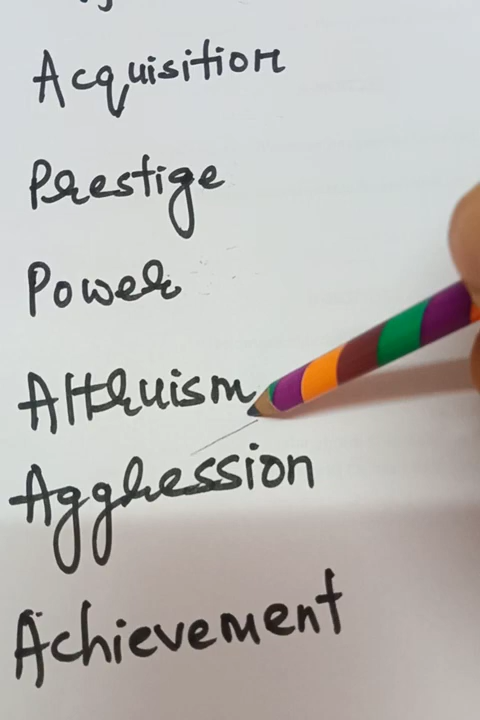 Acquisition
Prestige
Power
Altruism
Aggression
Achievement